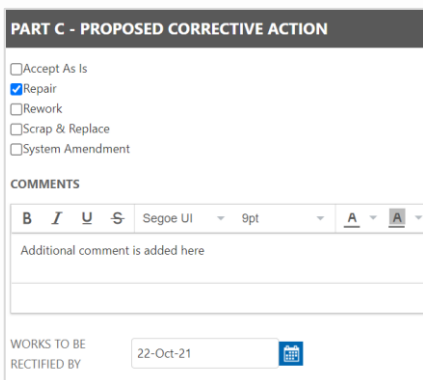 PART C - PROPOSED CORRECTIVE ACTION
Accept As Is
Repair
Rework
Scrap & Replace
System Amendment
COMMENTS
B I U S Segoe UI 9pt A A
Additional comment is added here
WORKS TO BE
RECTIFIED BY
22-Oct-21